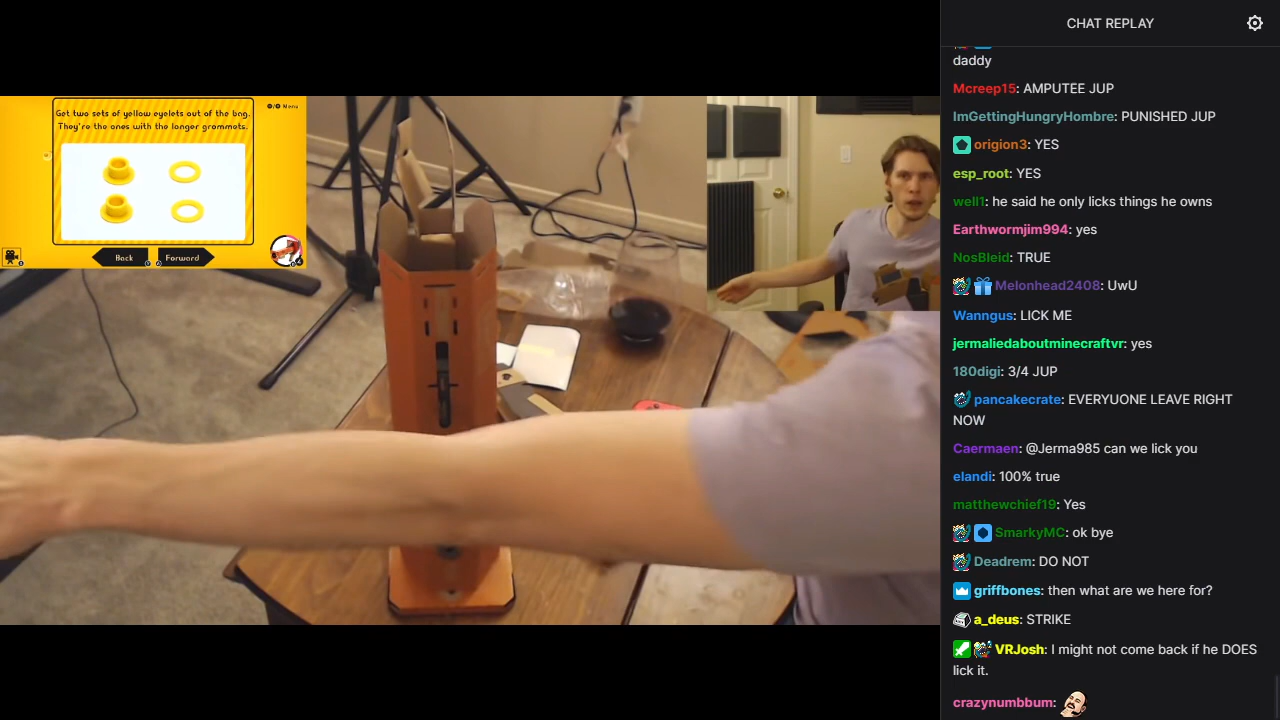 Get two sets of yellow eyelets out of the bag.
They're the ones with the longer grommets.
Menu
Back
Forward
CHAT REPLAY
daddy
Mcreep15: AMPUTEE JUP
ImGettingHungryHombre: PUNISHED JUP
origion3: YES
esp_root: YES
well1: he said he only licks things he owns
Earthwormjim994: yes
NosBleid: TRUE
Melonhead2408: UwU
Wanngus: LICK ME
jermaliedaboutminecraftvr: yes
180digi: 3/4 JUP
pancakecrate: EVERYUONE LEAVE RIGHT
NOW
Caermaen: @Jerma985 can we lick you
elandi: 100% true
matthewchief19: Yes
SmarkyMC: ok bye
Deadrem: DO NOT
griffbones: then what are we here for?
a_deus: STRIKE
VRJosh: I might not come back if he DOES
lick it.
crazynumbbum: